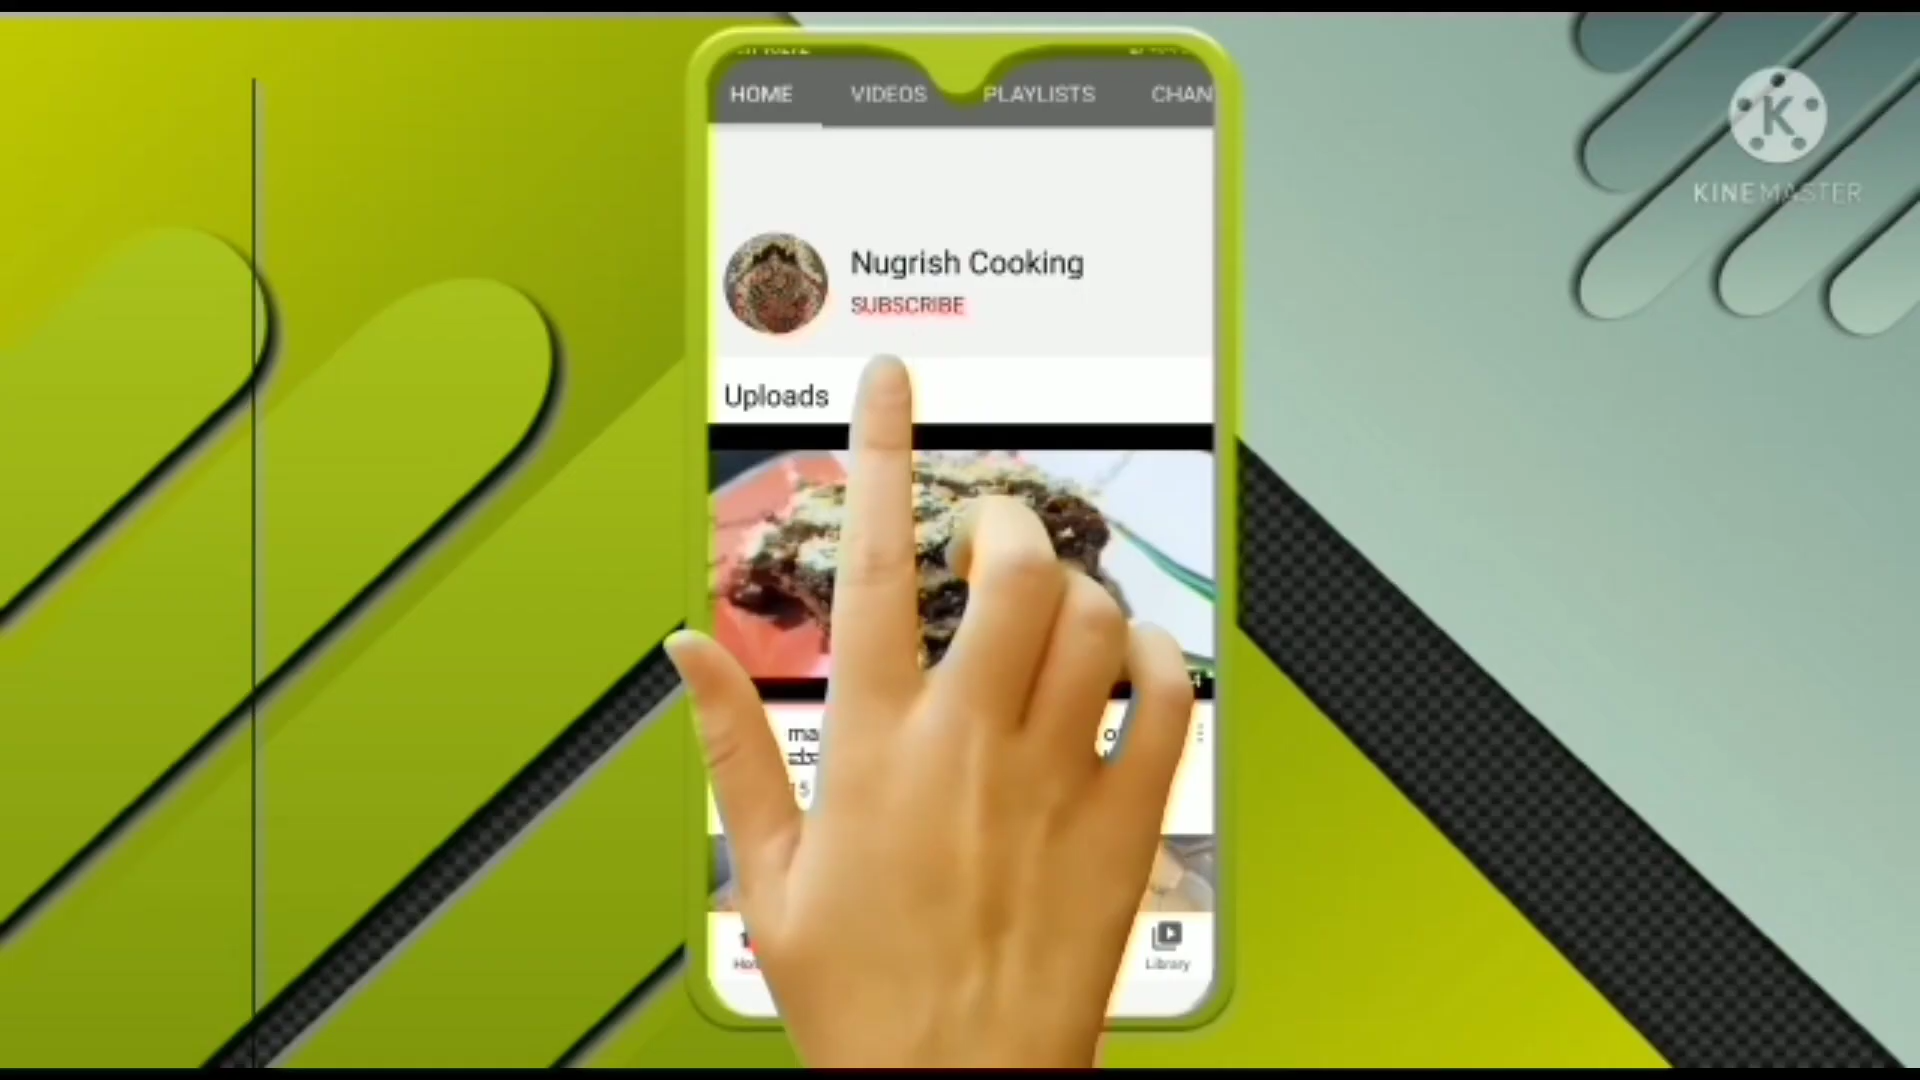 HOME VIDEOS PLAYLISTS CHAN
K
KINEMASTER
Nugrish Cooking
SUBSCRIBE
Uploads
Library